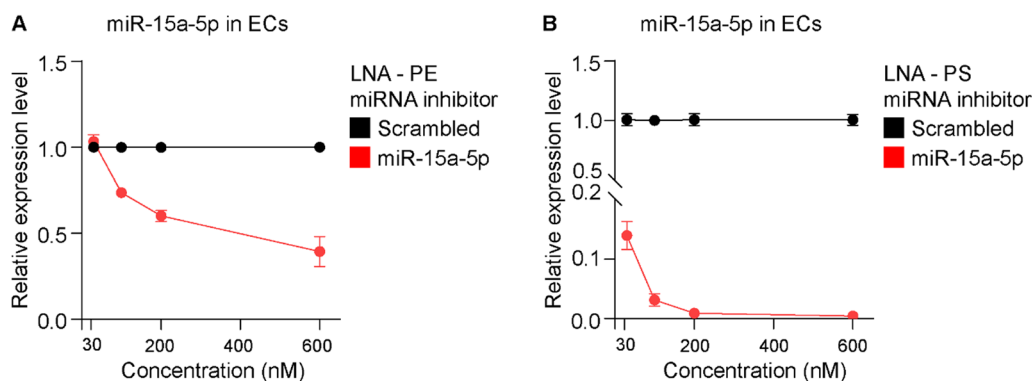 A
miR-15a-5p in ECs
Relative expression level
1.5
1.0
0.5
0.0
30
200
400
600
Concentration (nM)
LNA - PE
miRNA inhibitor
Scrambled
miR-15a-5p
B
miR-15a-5p in ECs
Relative expression level
1.5
1.0
0.5
0.2
0.1
0.0
30
200
400
600
Concentration (nM)
LNA - PS
miRNA inhibitor
Scrambled
miR-15a-5p